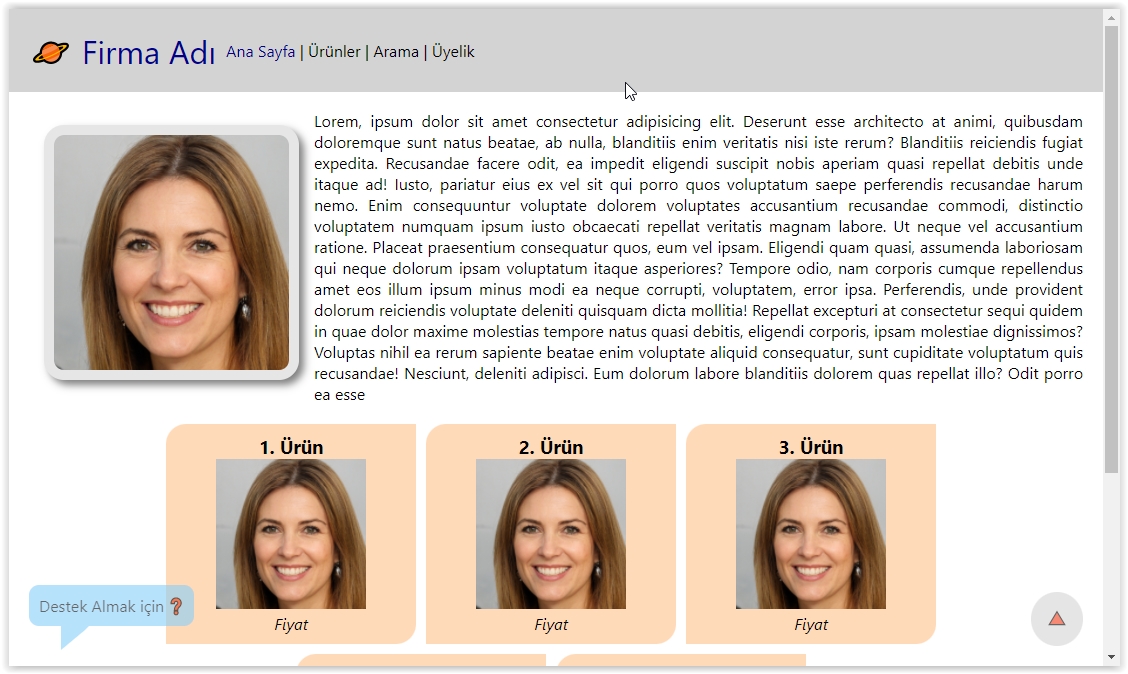 Firma Adı Ana Sayfa | Ürünler | Arama | Üyelik
Lorem, ipsum dolor sit amet consectetur adipisicing elit. Deserunt esse architecto at animi, quibusdam
doloremque sunt natus beatae, ab nulla, blanditiis enim veritatis nisi iste rerum? Blanditiis reiciendis fugiat
expedita. Recusandae facere odit, ea impedit eligendi suscipit nobis aperiam quasi repellat debitis unde
itaque ad! Iusto, pariatur eius ex vel sit qui porro quos voluptatum saepe perferendis recusandae harum
nemo. Enim consequuntur voluptate dolorem voluptates accusantium recusandae commodi, distinctio
voluptatem numquam ipsum iusto obcaecati repellat veritatis magnam labore. Ut neque vel accusantium
ratione. Placeat praesentium consequatur quos, eum vel ipsam. Eligendi quam quasi, assumenda laboriosam
qui neque dolorum ipsam voluptatum itaque asperiores? Tempore odio, nam corporis cumque repellendus
amet eos illum ipsum minus modi ea neque corrupti, voluptatem, error ipsa. Perferendis, unde provident
dolorum reiciendis voluptate deleniti quisquam dicta mollitia! Repellat excepturi at consectetur sequi quidem
in quae dolor maxime molestias tempore natus quasi debitis, eligendi corporis, ipsam molestiae dignissimos?
Voluptas nihil ea rerum sapiente beatae enim voluptate aliquid consequatur, sunt cupiditate voluptatum quis
recusandae! Nesciunt, deleniti adipisci. Eum dolorum labore blanditiis dolorem quas repellat illo? Odit porro
ea esse
1. Ürün
Fiyat
2. Ürün
Fiyat
3. Ürün
Fiyat
Destek Almak için ❓